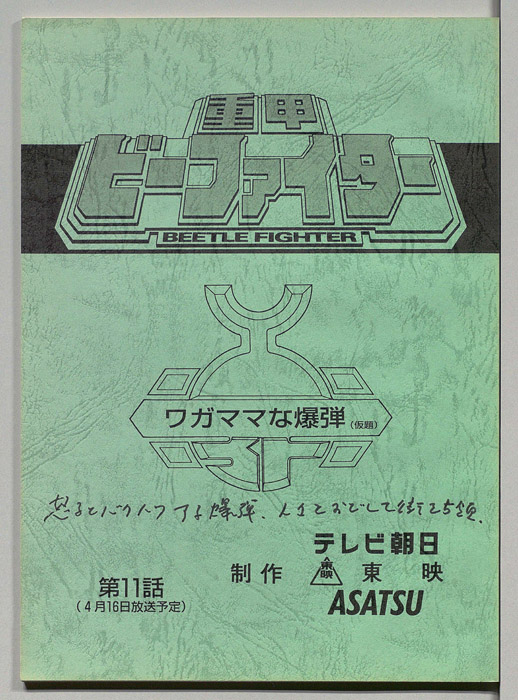 重甲
ビーファイター
BEETLE FIGHTER
ワガママな爆弾(仮題)
テレビ朝日
制作 東映 東映
ASATSU
第11話
(4月16日放送予定)